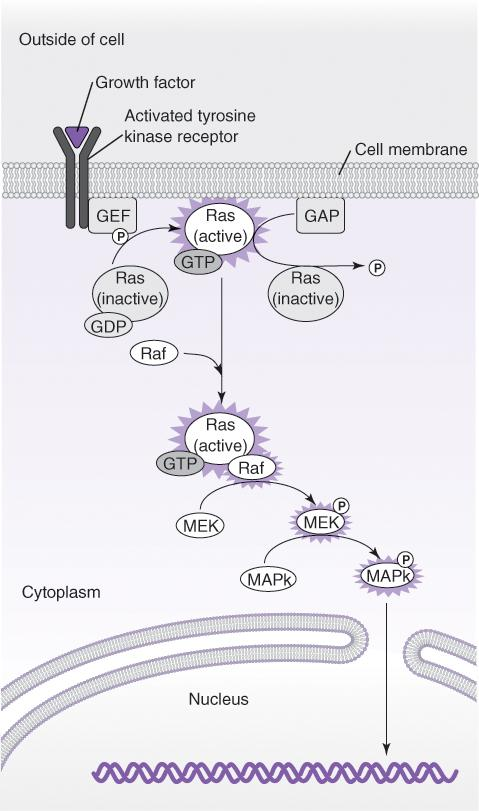 Outside of cell
Growth factor
Activated tyrosine
kinase receptor
Cell membrane
GEF
P
Ras
(active)
GTP
GAP
Ras
(inactive)
GDP
Ras
(inactive)
P
Raf
Ras
(active)
GTP
Raf
MEK
MEK
P
MAPk
MAPk
P
Cytoplasm
Nucleus